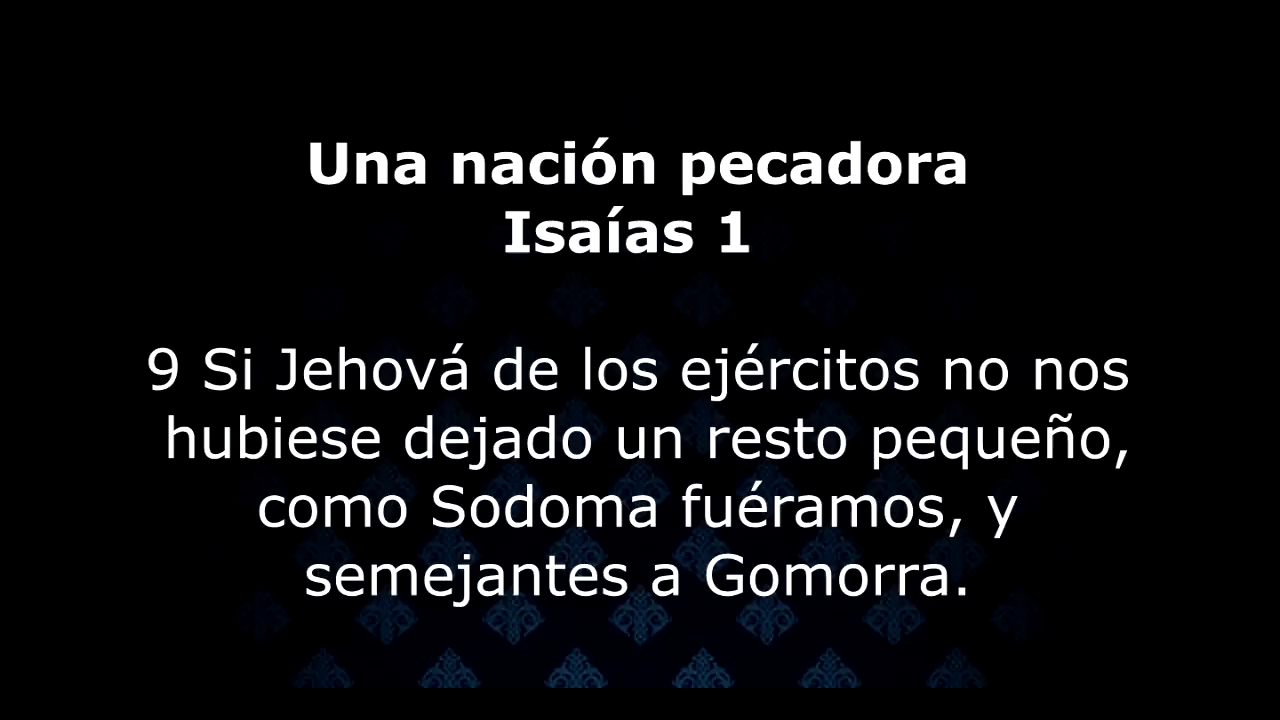 Una nación pecadora
Isaías 1
9 Si Jehová de los ejércitos no nos
hubiese dejado un resto pequeño,
como Sodoma fuéramos, y
semejantes a Gomorra.